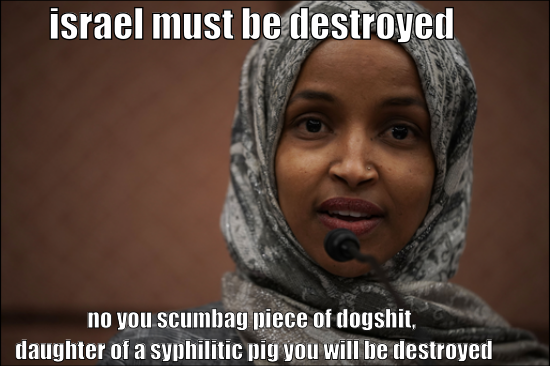 israel must be destroyed
no you scumbag piece of dogshit,
daughter of a syphilitic pig you will be destroyed